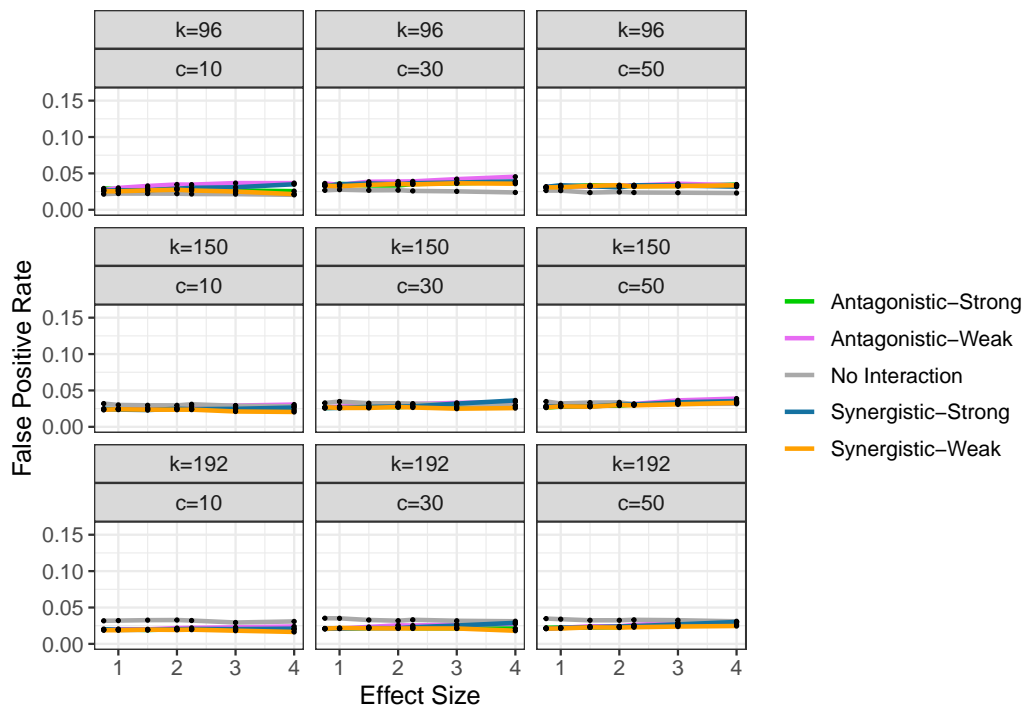 k=96 k=96 k=96
c=10 c=30 c=50
0.15
0.10
0.05
0.00
k=150 k=150 k=150
c=10 c=30 c=50
0.15
0.10
0.05
0.00
k=192 k=192 k=192
c=10 c=30 c=50
0.15
0.10
0.05
0.00
1 2 3 4 1 2 3 4 1 2 3 4
Effect Size
False Positive Rate
Antagonistic−Strong
Antagonistic−Weak
No Interaction
Synergistic−Strong
Synergistic−Weak